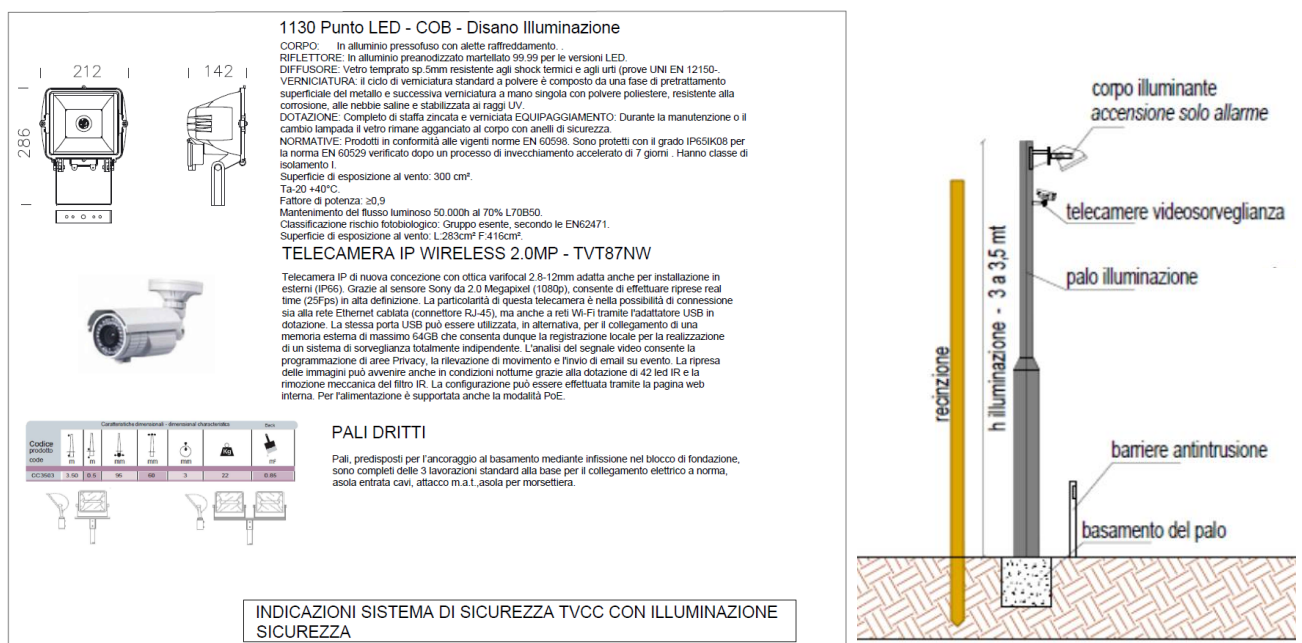 1130 Punto LED - COB - Disano Illuminazione
CORPO: In alluminio pressofuso con alette raffreddamento. .
RIFLETTORE: In alluminio preanodizzato martellato 99.99 per le versioni LED.
DIFFUSORE: Vetro temprato sp.5mm resistente agli shock termici e agli urti (prove UNI EN 12150-.
VERNICIATURA: il ciclo di verniciatura standard a polvere è composto da una fase di pretrattamento
superficiale del metallo e successiva verniciatura a mano singola con polvere poliestere, resistente alla
corrosione, alle nebbie saline e stabilizzata ai raggi UV.
DOTAZIONE: Completo di staffa zincata e verniciata EQUIPAGGIAMENTO: Durante la manutenzione o il
cambio lampada il vetro rimane agganciato al corpo con anelli di sicurezza.
NORMATIVE: Prodotti in conformità alle vigenti norme EN 60598. Sono protetti con il grado IP65IK08 per
la norma EN 60529 verificato dopo un processo di invecchiamento accelerato di 7 giorni . Hanno classe di
isolamento I.
Superficie di esposizione al vento: 300 cm².
Ta-20 +40°C.
Fattore di potenza: ≥0,9
Mantenimento del flusso luminoso 50.000h al 70% L70B50.
Classificazione rischio fotobiologico: Gruppo esente, secondo le EN62471.
Superficie di esposizione al vento: L:283cm² F:416cm².
212
142
286
TELECAMERA IP WIRELESS 2.0MP - TVT87NW
Telecamera IP di nuova concezione con ottica varifocal 2.8-12mm adatta anche per installazione in
esterni (IP66). Grazie al sensore Sony da 2.0 Megapixel (1080p), consente di effettuare riprese real
time (25Fps) in alta definizione. La particolarità di questa telecamera è nella possibilità di connessione
sia alla rete Ethernet cablata (connettore RJ-45), ma anche a reti Wi-Fi tramite l'adattatore USB in
dotazione. La stessa porta USB può essere utilizzata, in alternativa, per il collegamento di una
memoria esterna di massimo 64GB che consenta dunque la registrazione locale per la realizzazione
di un sistema di sorveglianza totalmente indipendente. L'analisi del segnale video consente la
programmazione di aree Privacy, la rilevazione di movimento e l'invio di email su evento. La ripresa
delle immagini può avvenire anche in condizioni notturne grazie alla dotazione di 42 led IR e la
rimozione meccanica del filtro IR. La configurazione può essere effettuata tramite la pagina web
interna. Per l'alimentazione è supportata anche la modalità PoE.
Caratteristiche dimensionali - dimensional characteristics
Codice
prodotto
code
m m mm mm mm Kg m²
CC3503 3.50 0.5 95 60 3 22 0.85
PALI DRITTI
Pali, predisposti per l'ancoraggio al basamento mediante infissione nel blocco di fondazione,
sono completi delle 3 lavorazioni standard alla base per il collegamento elettrico a norma,
asola entrata cavi, attacco m.a.t.,asola per morsettiera.
INDICAZIONI SISTEMA DI SICUREZZA TVCC CON ILLUMINAZIONE
SICUREZZA
corpo illuminante
accensione solo allarme
telecamere videosorveglianza
palo illuminazione
recinzione
h illuminazione - 3 a 3,5 mt
barriere antintrusione
basamento del palo